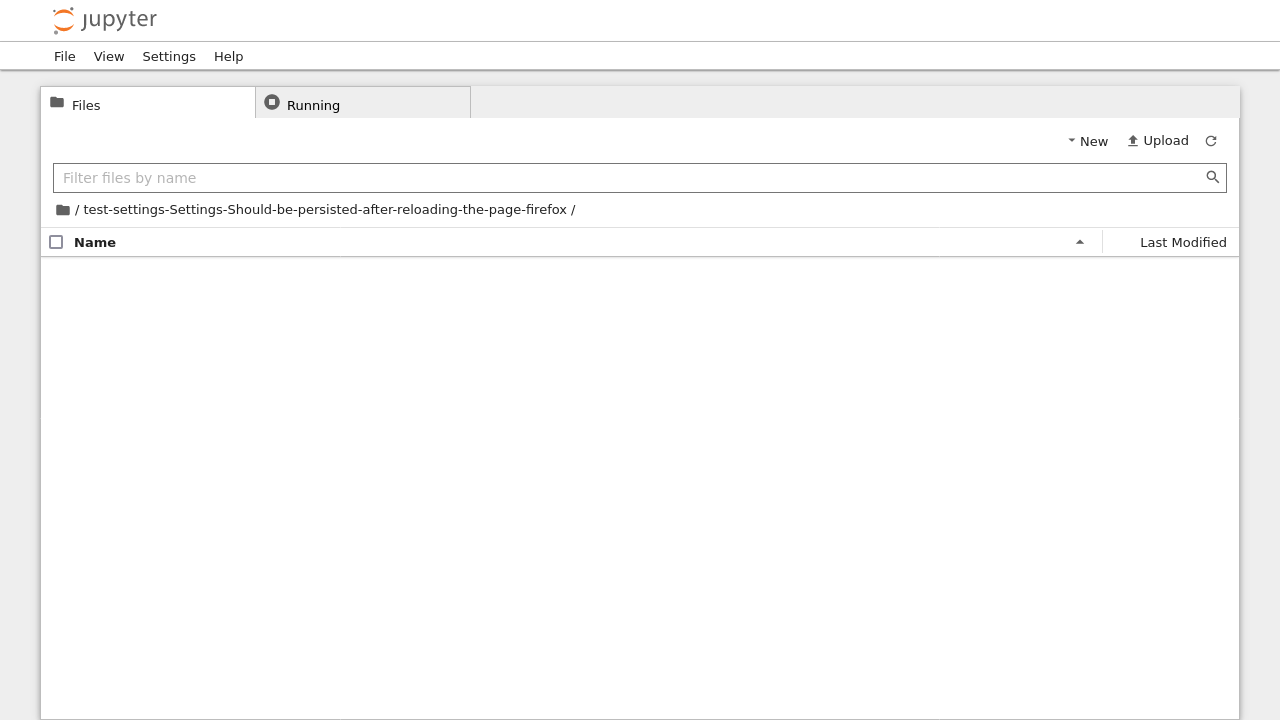 jupyter
File View Settings Help
Files Running
New Upload
Filter files by name
/ test-settings-Settings-Should-be-persisted-after-reloading-the-page-firefox /
Name Last Modified